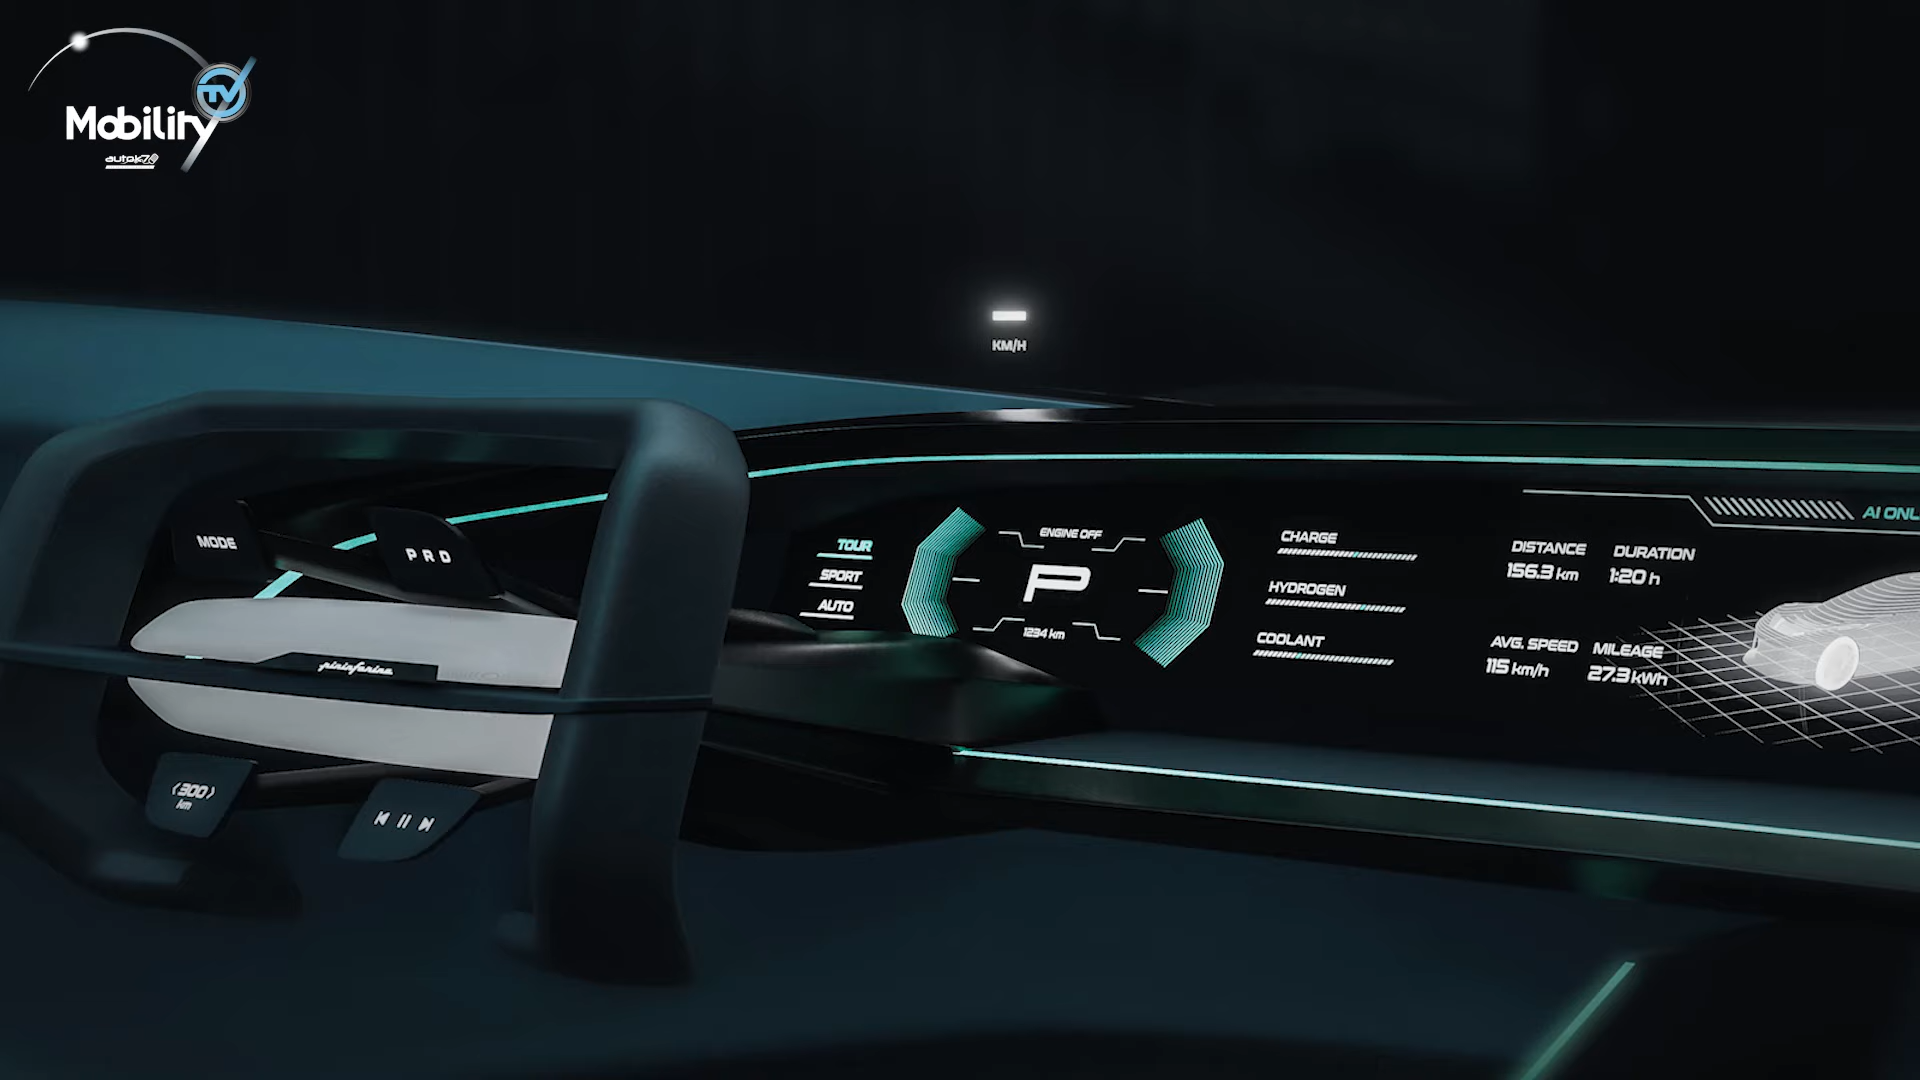 TV
Mobility
autok7
KM/H
MODE
P R D
pininfarina
<300>
km
TOUR
SPORT
AUTO
ENGINE OFF
P
1234 km
CHARGE
HYDROGEN
COOLANT
DISTANCE
156.3 km
DURATION
1:20 h
AVG. SPEED
115 km/h
MILEAGE
27.3 kWh
AI ONL